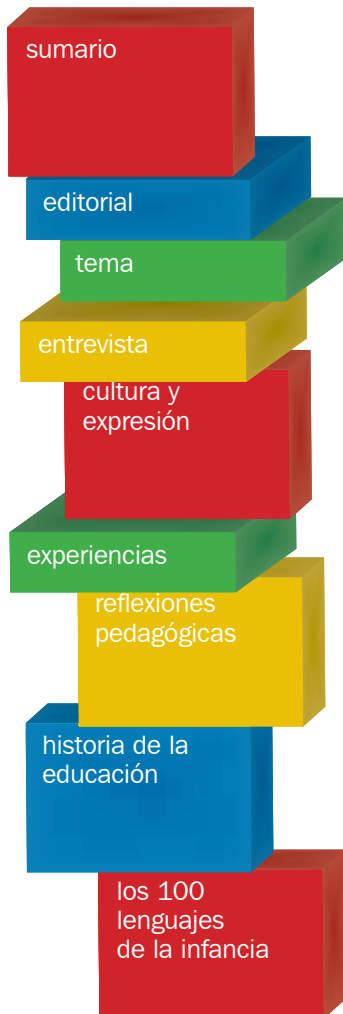 sumario
editorial
tema
entrevista
cultura y
expresión
experiencias
reflexiones
pedagógicas
historia de la
educación
los 100
lenguajes
de la infancia